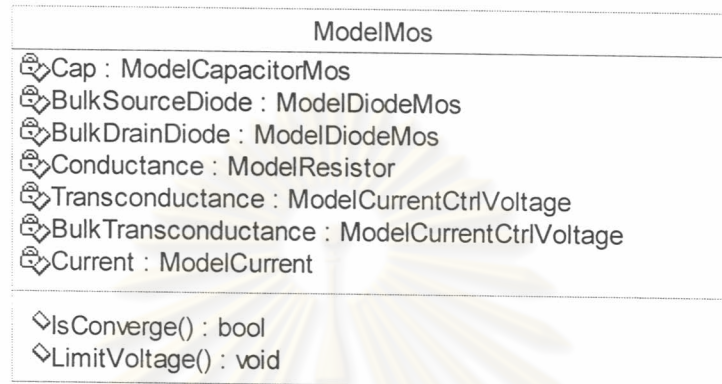 ModelMos
Cap : ModelCapacitorMos
BulkSourceDiode : ModelDiodeMos
BulkDrainDiode : ModelDiodeMos
Conductance : ModelResistor
Transconductance : ModelCurrentCtrlVoltage
BulkTransconductance : ModelCurrentCtrlVoltage
Current : ModelCurrent
IsConverge() : bool
LimitVoltage() : void